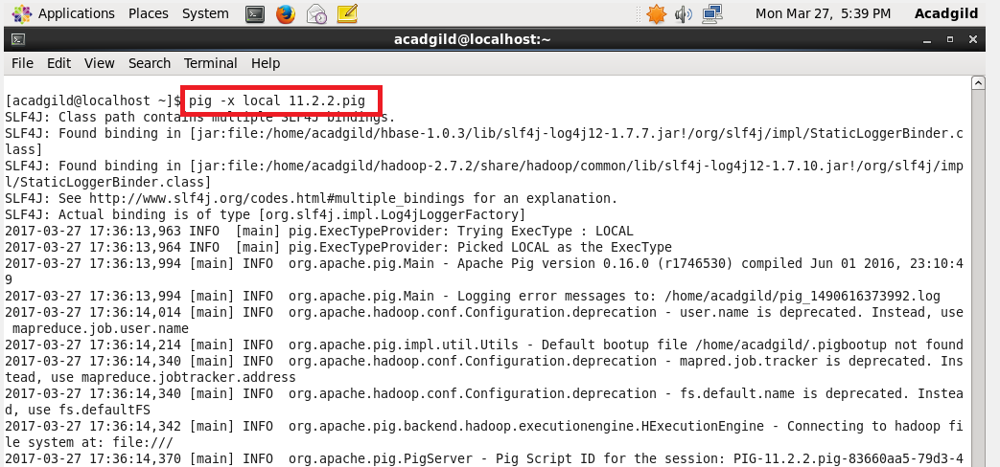 Applications Places System Mon Mar 27, 5:39 PM Acadgild
acadgild@localhost:~
File Edit View Search Terminal Help
[acadgild@localhost ~]$ pig -x local 11.2.2.pig
SLF4J: Class path contains multiple SLF4J bindings.
SLF4J: Found binding in [jar:file:/home/acadgild/hbase-1.0.3/lib/slf4j-log4j12-1.7.7.jar!/org/slf4j/impl/StaticLoggerBinder.c
lass]
SLF4J: Found binding in [jar:file:/home/acadgild/hadoop-2.7.2/share/hadoop/common/lib/slf4j-log4j12-1.7.10.jar!/org/slf4j/imp
l/StaticLoggerBinder.class]
SLF4J: See http://www.slf4j.org/codes.html#multiple_bindings for an explanation.
SLF4J: Actual binding is of type [org.slf4j.impl.Log4jLoggerFactory]
2017-03-27 17:36:13,963 INFO  [main] pig.ExecTypeProvider: Trying ExecType : LOCAL
2017-03-27 17:36:13,964 INFO  [main] pig.ExecTypeProvider: Picked LOCAL as the ExecType
2017-03-27 17:36:13,994 [main] INFO  org.apache.pig.Main - Apache Pig version 0.16.0 (r1746530) compiled Jun 01 2016, 23:10:4
9
2017-03-27 17:36:13,994 [main] INFO  org.apache.pig.Main - Logging error messages to: /home/acadgild/pig_1490616373992.log
2017-03-27 17:36:14,014 [main] INFO  org.apache.hadoop.conf.Configuration.deprecation - user.name is deprecated. Instead, use
 mapreduce.job.user.name
2017-03-27 17:36:14,214 [main] INFO  org.apache.pig.impl.util.Utils - Default bootup file /home/acadgild/.pigbootup not found
2017-03-27 17:36:14,340 [main] INFO  org.apache.hadoop.conf.Configuration.deprecation - mapred.job.tracker is deprecated. Ins
tead, use mapreduce.jobtracker.address
2017-03-27 17:36:14,340 [main] INFO  org.apache.hadoop.conf.Configuration.deprecation - fs.default.name is deprecated. Instea
d, use fs.defaultFS
2017-03-27 17:36:14,342 [main] INFO  org.apache.pig.backend.hadoop.executionengine.HExecutionEngine - Connecting to hadoop fi
le system at: file:///
2017-03-27 17:36:14,370 [main] INFO  org.apache.pig.PigServer - Pig Script ID for the session: PIG-11.2.2.pig-83660aa5-79d3-4